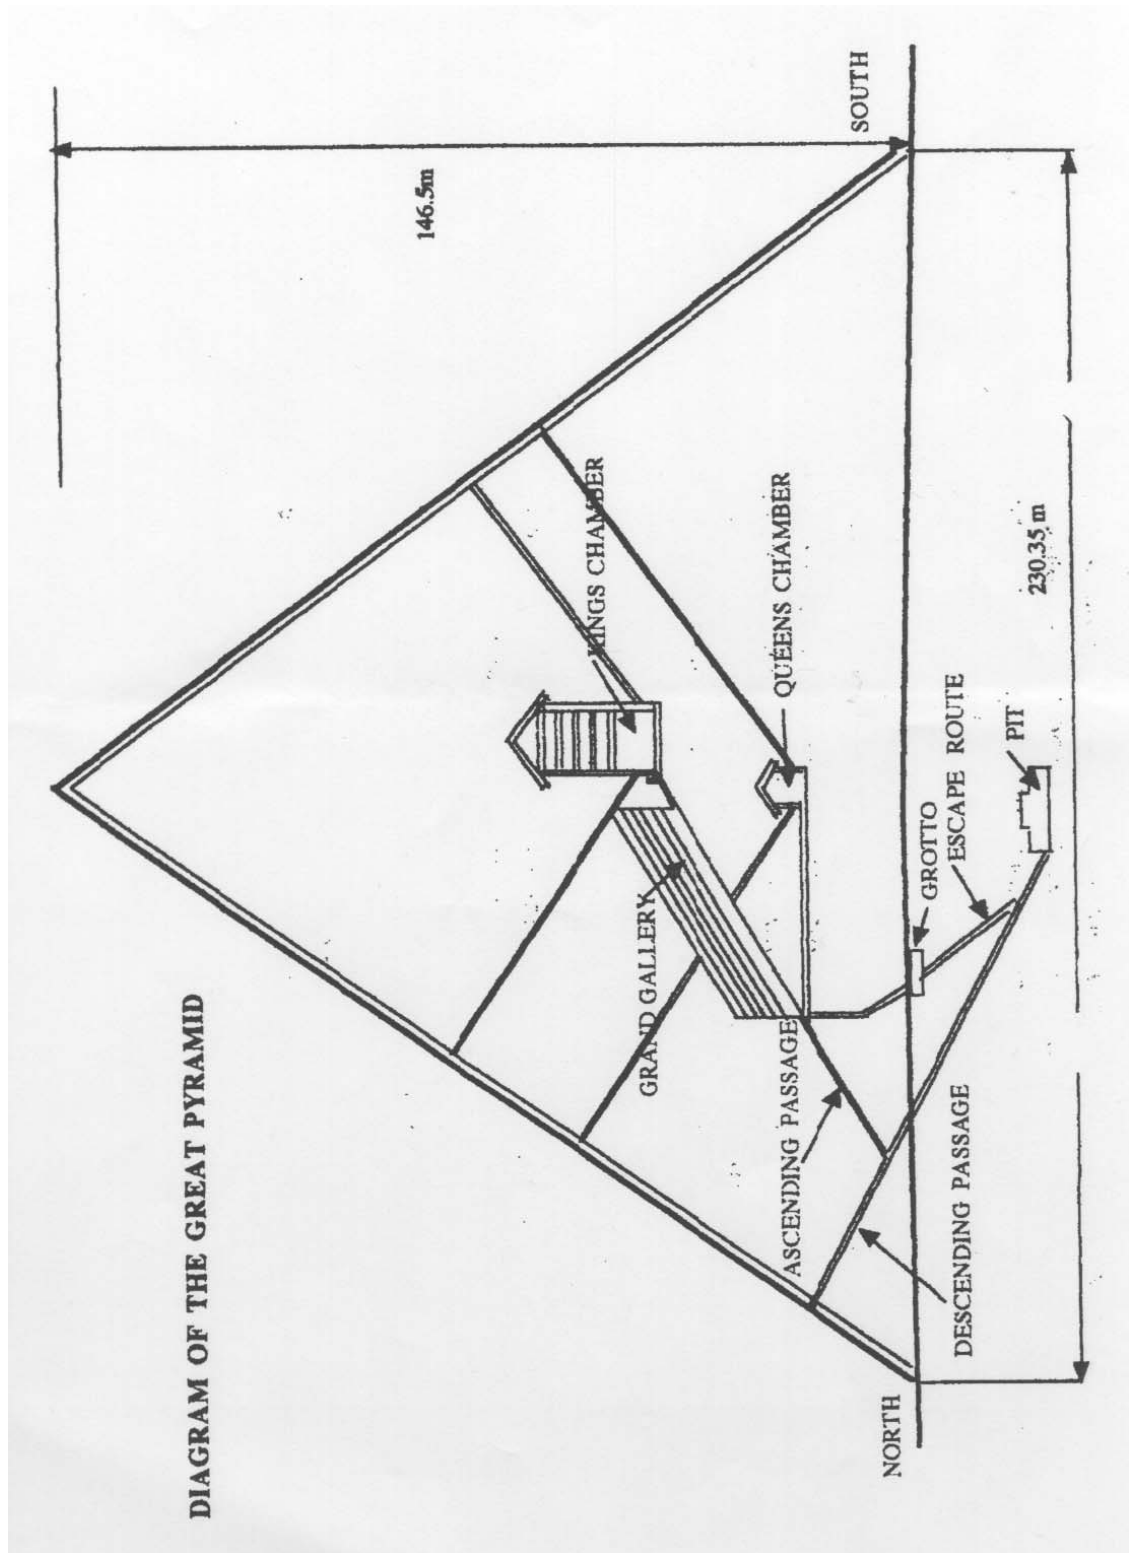 DIAGRAM OF THE GREAT PYRAMID
146.5m
KINGS CHAMBER
GRAND GALLERY
QUEENS CHAMBER
ASCENDING PASSAGE
NORTH
SOUTH
DESCENDING PASSAGE
GROTTO
ESCAPE ROUTE
PIT
230.35 m